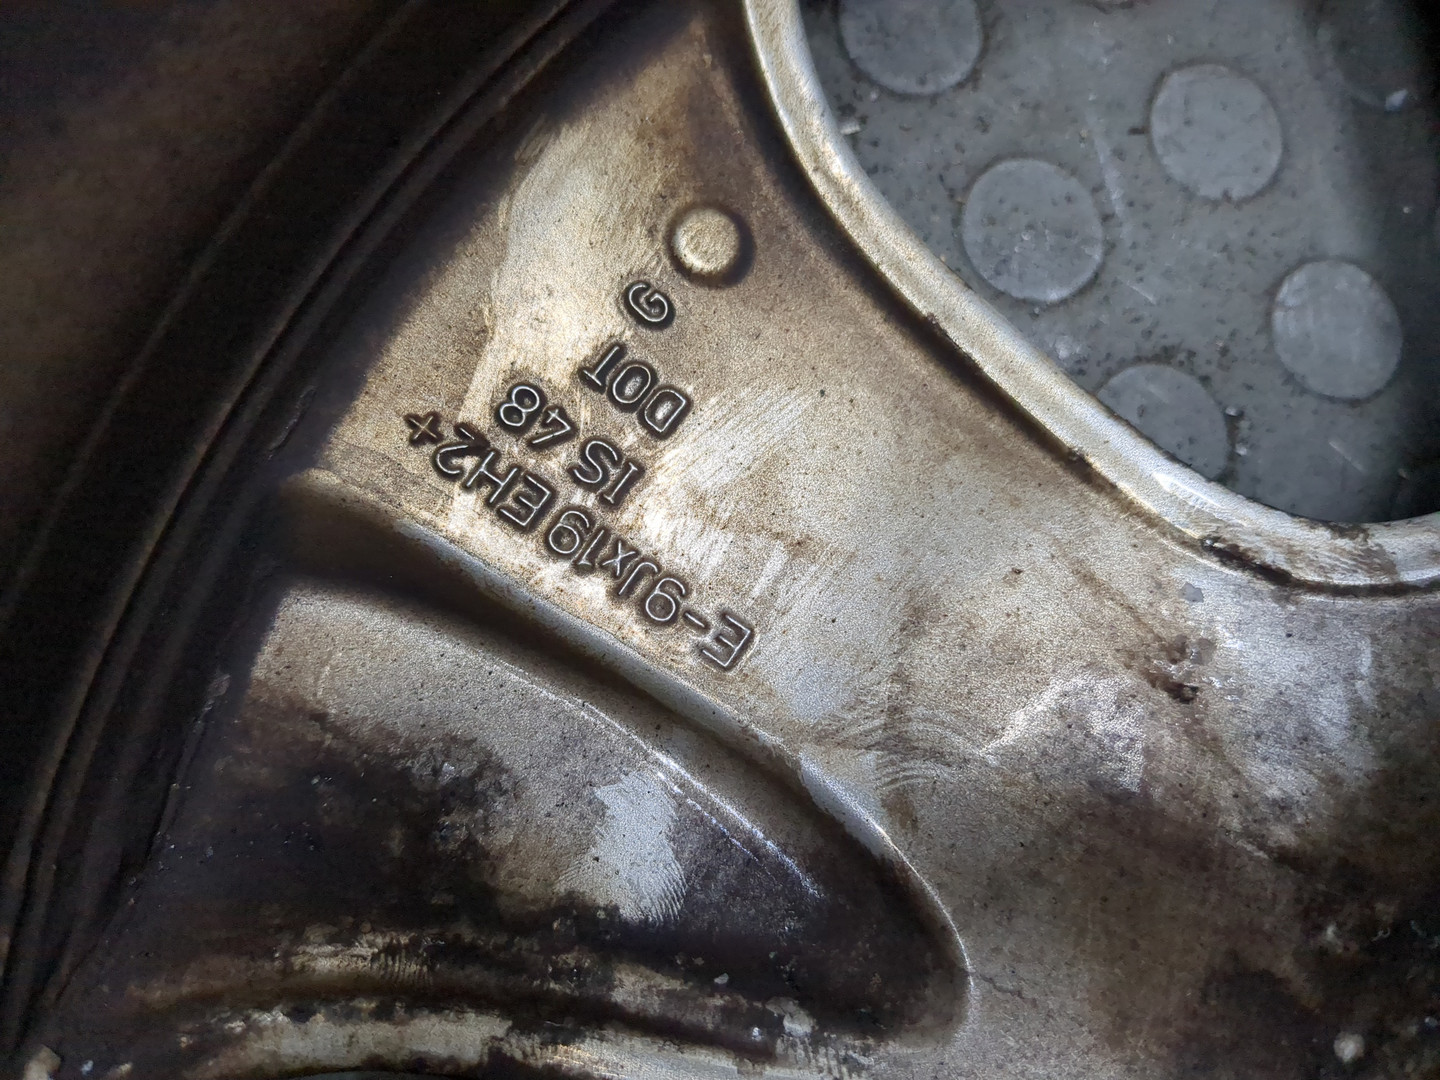 E-9Jx19 EH2+
IS 48
DOT
G